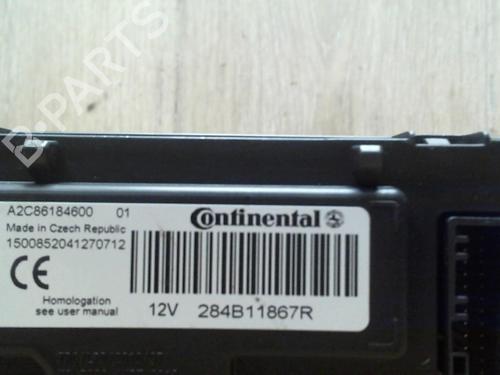 B-PARTS
A2C86184600 01
Continental
Made in Czech Republic
1500852041270712
CE
Homologation
see user manual
12V 284B11867R